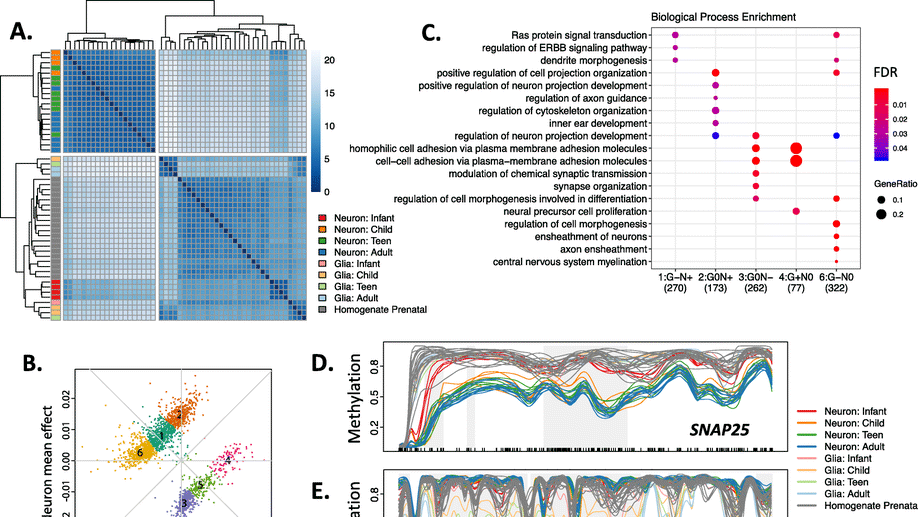 A.
20
15
10
5
0
Neuron: Infant
Neuron: Child
Neuron: Teen
Neuron: Adult
Glia: Infant
Glia: Child
Glia: Teen
Glia: Adult
Homogenate Prenatal
C.
Biological Process Enrichment
Ras protein signal transduction
regulation of ERBB signaling pathway
dendrite morphogenesis
positive regulation of cell projection organization
positive regulation of neuron projection development
regulation of axon guidance
regulation of cytoskeleton organization
inner ear development
regulation of neuron projection development
homophilic cell adhesion via plasma membrane adhesion molecules
cell−cell adhesion via plasma−membrane adhesion molecules
modulation of chemical synaptic transmission
synapse organization
regulation of cell morphogenesis involved in differentiation
neural precursor cell proliferation
regulation of cell morphogenesis
ensheathment of neurons
axon ensheathment
central nervous system myelination
1:G−N+ 2:G0N+ 3:G0N− 4:G+N0 6:G−N0
(270) (173) (262) (77) (322)
FDR
0.01
0.02
0.03
0.04
GeneRatio
0.1
0.2
B.
0.02
0.01
0.00
-0.01
2
1
6
4
5
3
D.
Methylation
0.8
0.5
0.2
SNAP25
E.
0.8
Neuron: Infant
Neuron: Child
Neuron: Teen
Neuron: Adult
Glia: Infant
Glia: Child
Glia: Teen
Glia: Adult
Homogenate Prenata